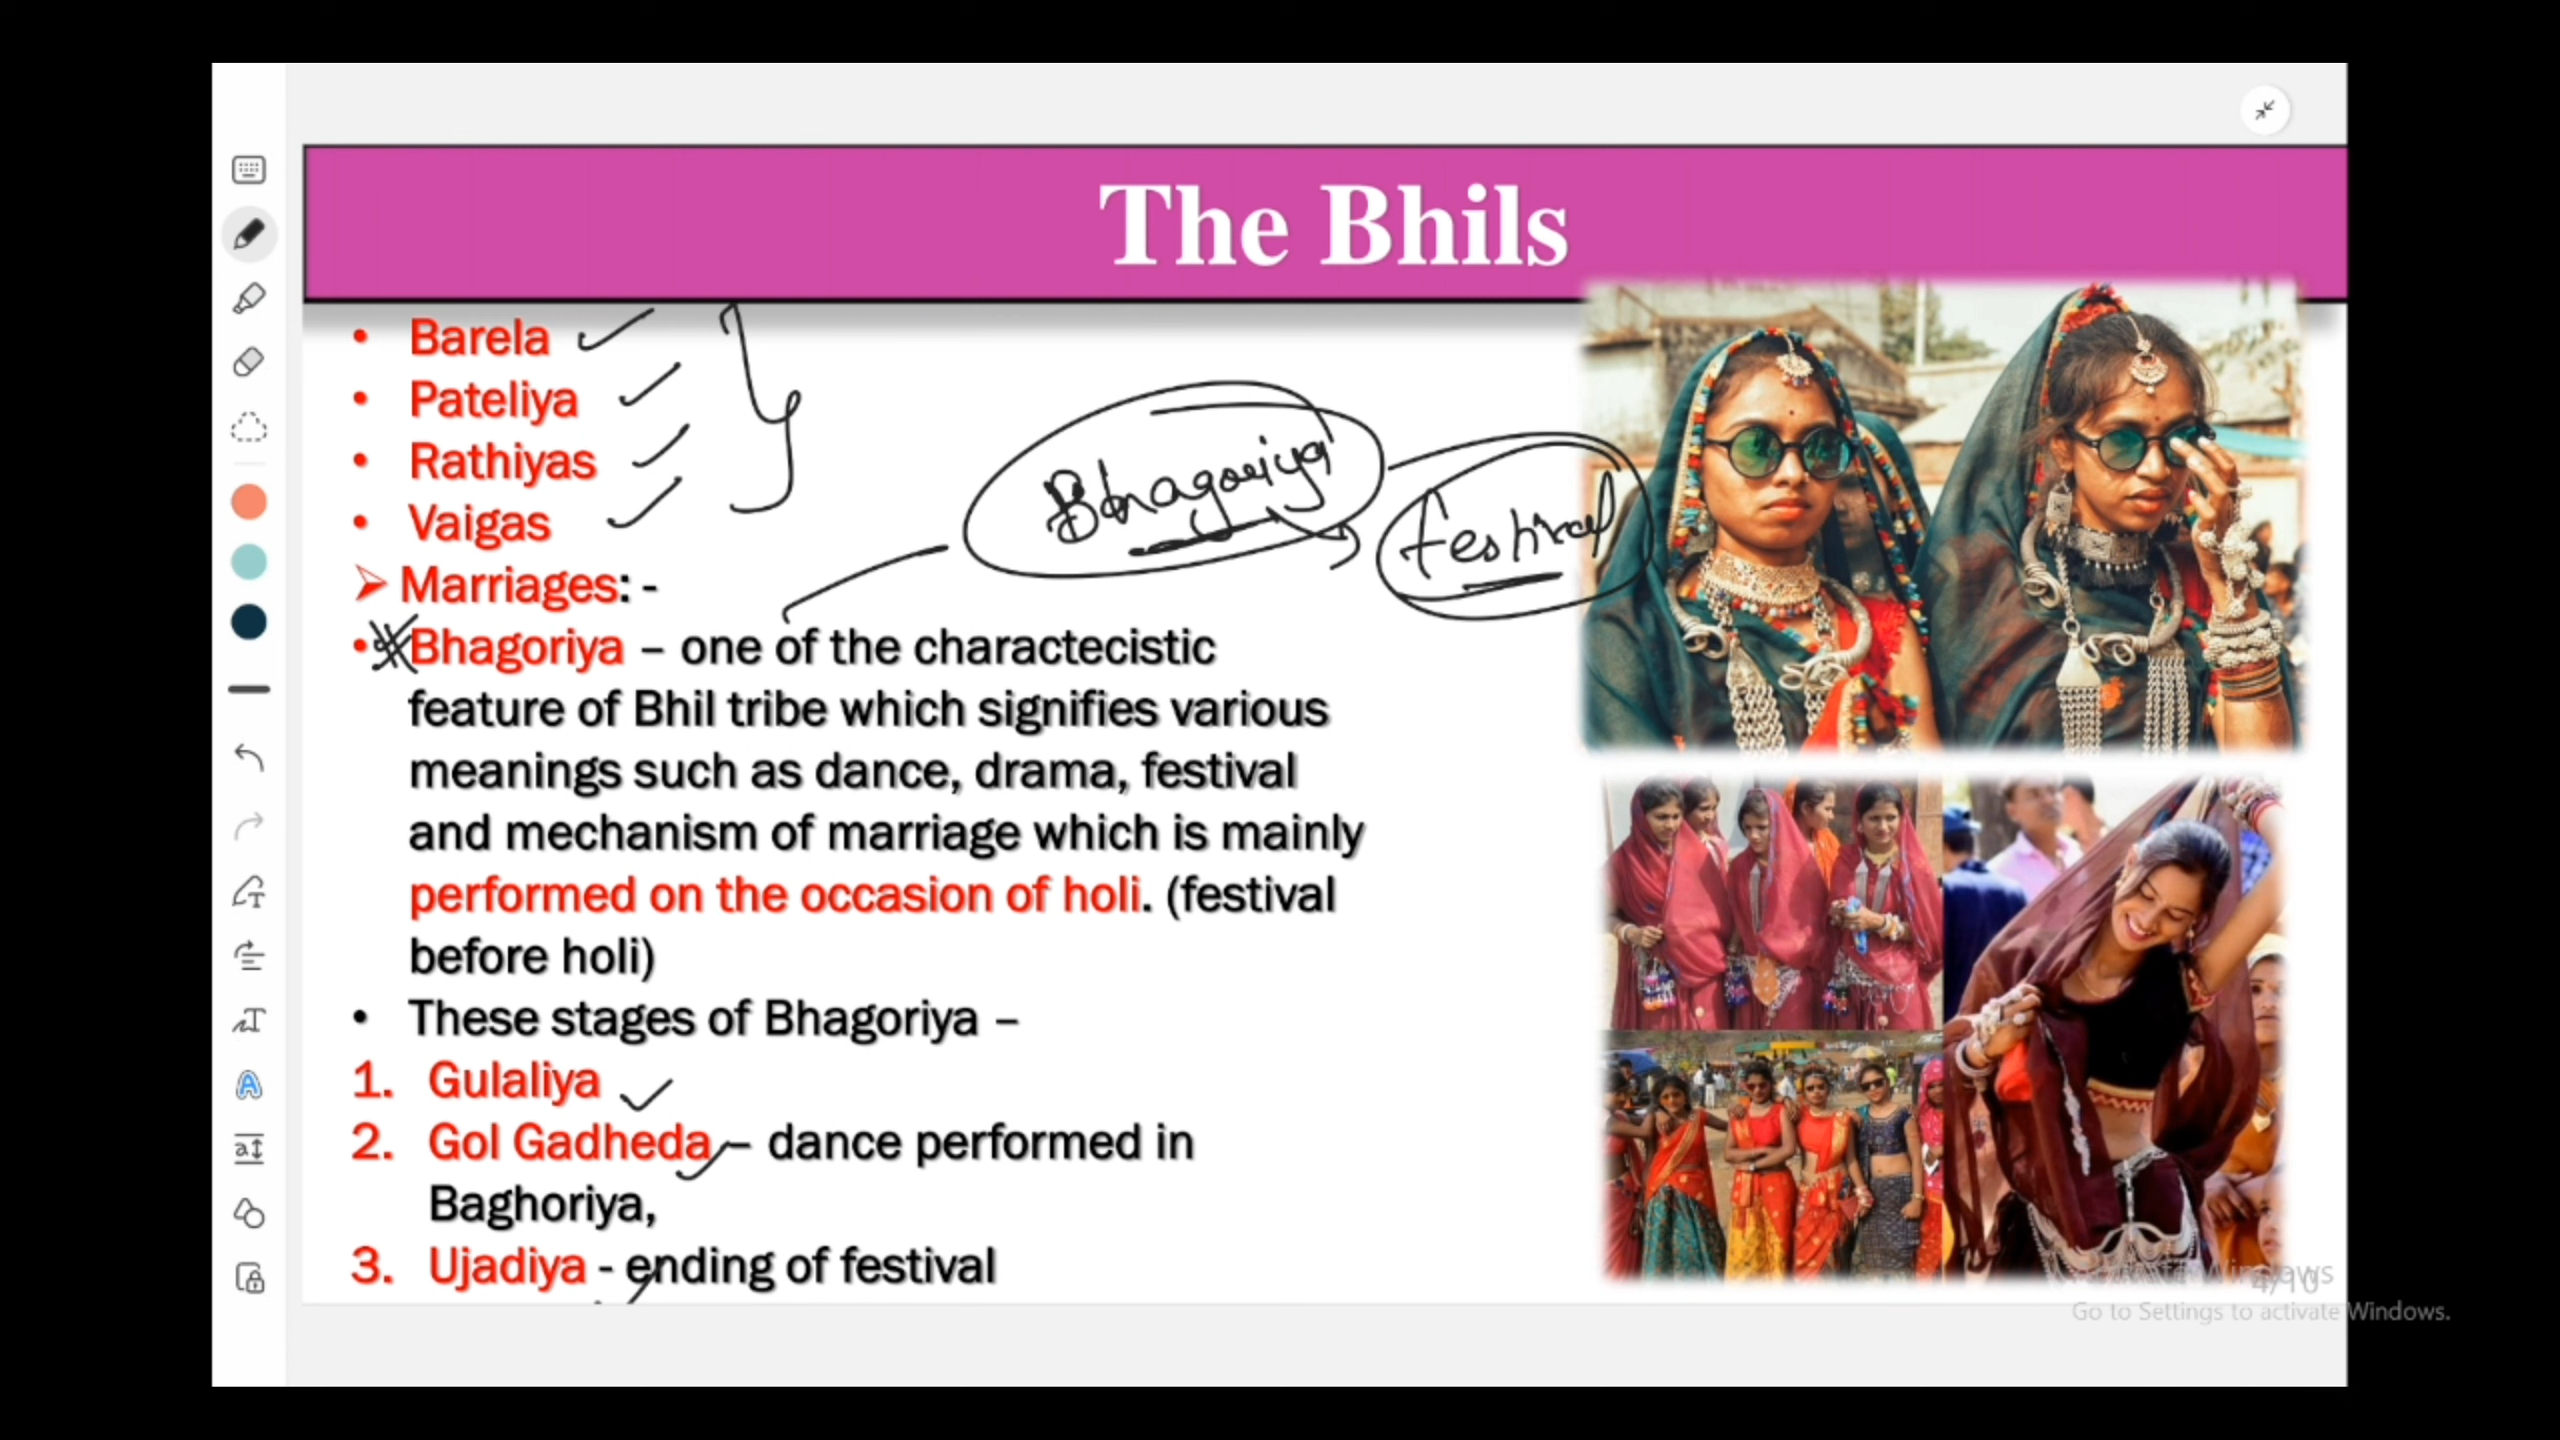 The Bhils
• Barela
• Pateliya
• Rathiyas
• Vaigas
Bhagoriya
festival
➢ Marriages: -
• Bhagoriya – one of the charactecistic
feature of Bhil tribe which signifies various
meanings such as dance, drama, festival
and mechanism of marriage which is mainly
performed on the occasion of holi. (festival
before holi)
• These stages of Bhagoriya –
1. Gulaliya
2. Gol Gadheda – dance performed in
Baghoriya,
3. Ujadiya - ending of festival
4/10
Go to Settings to activate Windows.